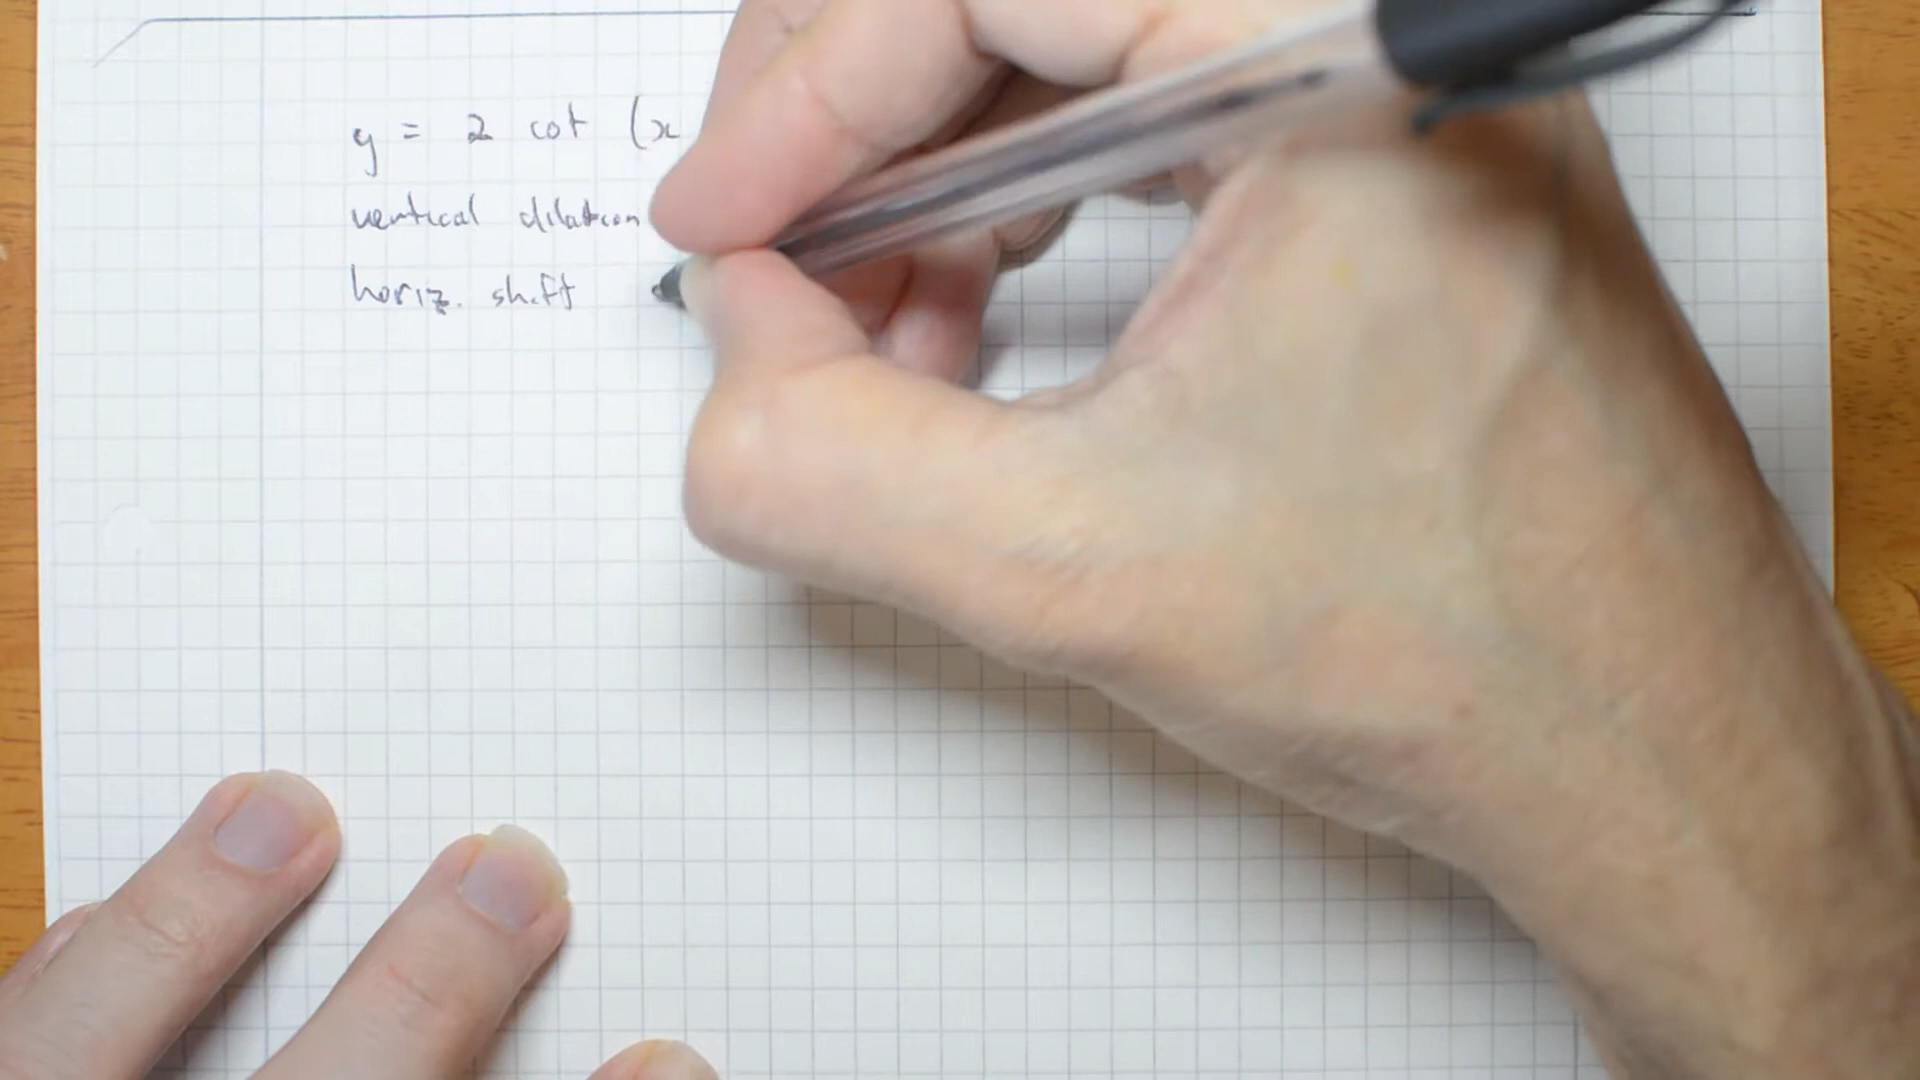 y = 2 cot (x
vertical dilation
horiz. shift